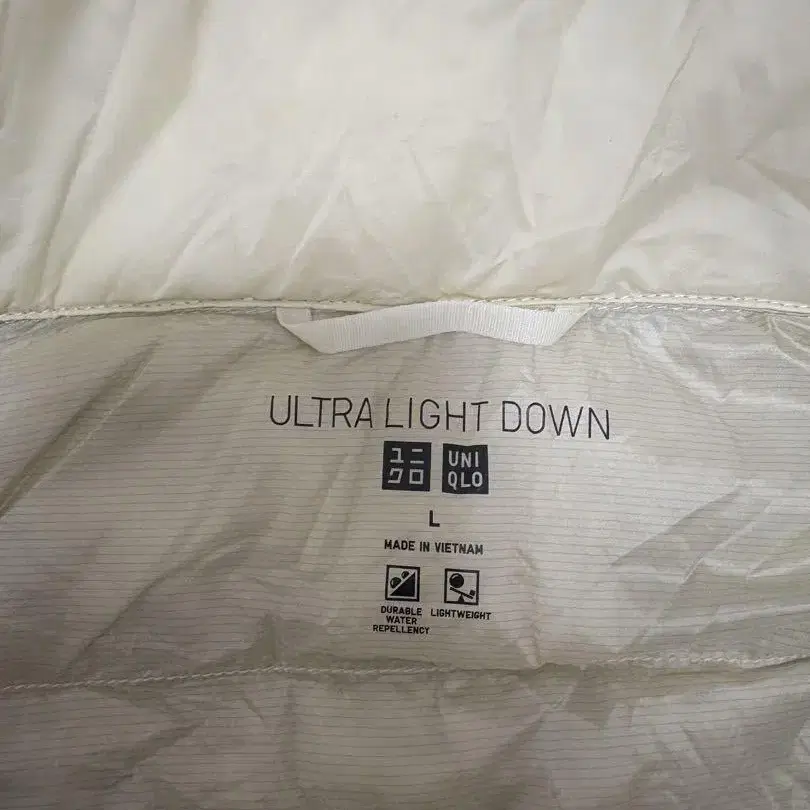 ULTRA LIGHT DOWN
ユニ UNI
クロ QLO
L
MADE IN VIETNAM
DURABLE WATER REPELLENCY
LIGHTWEIGHT